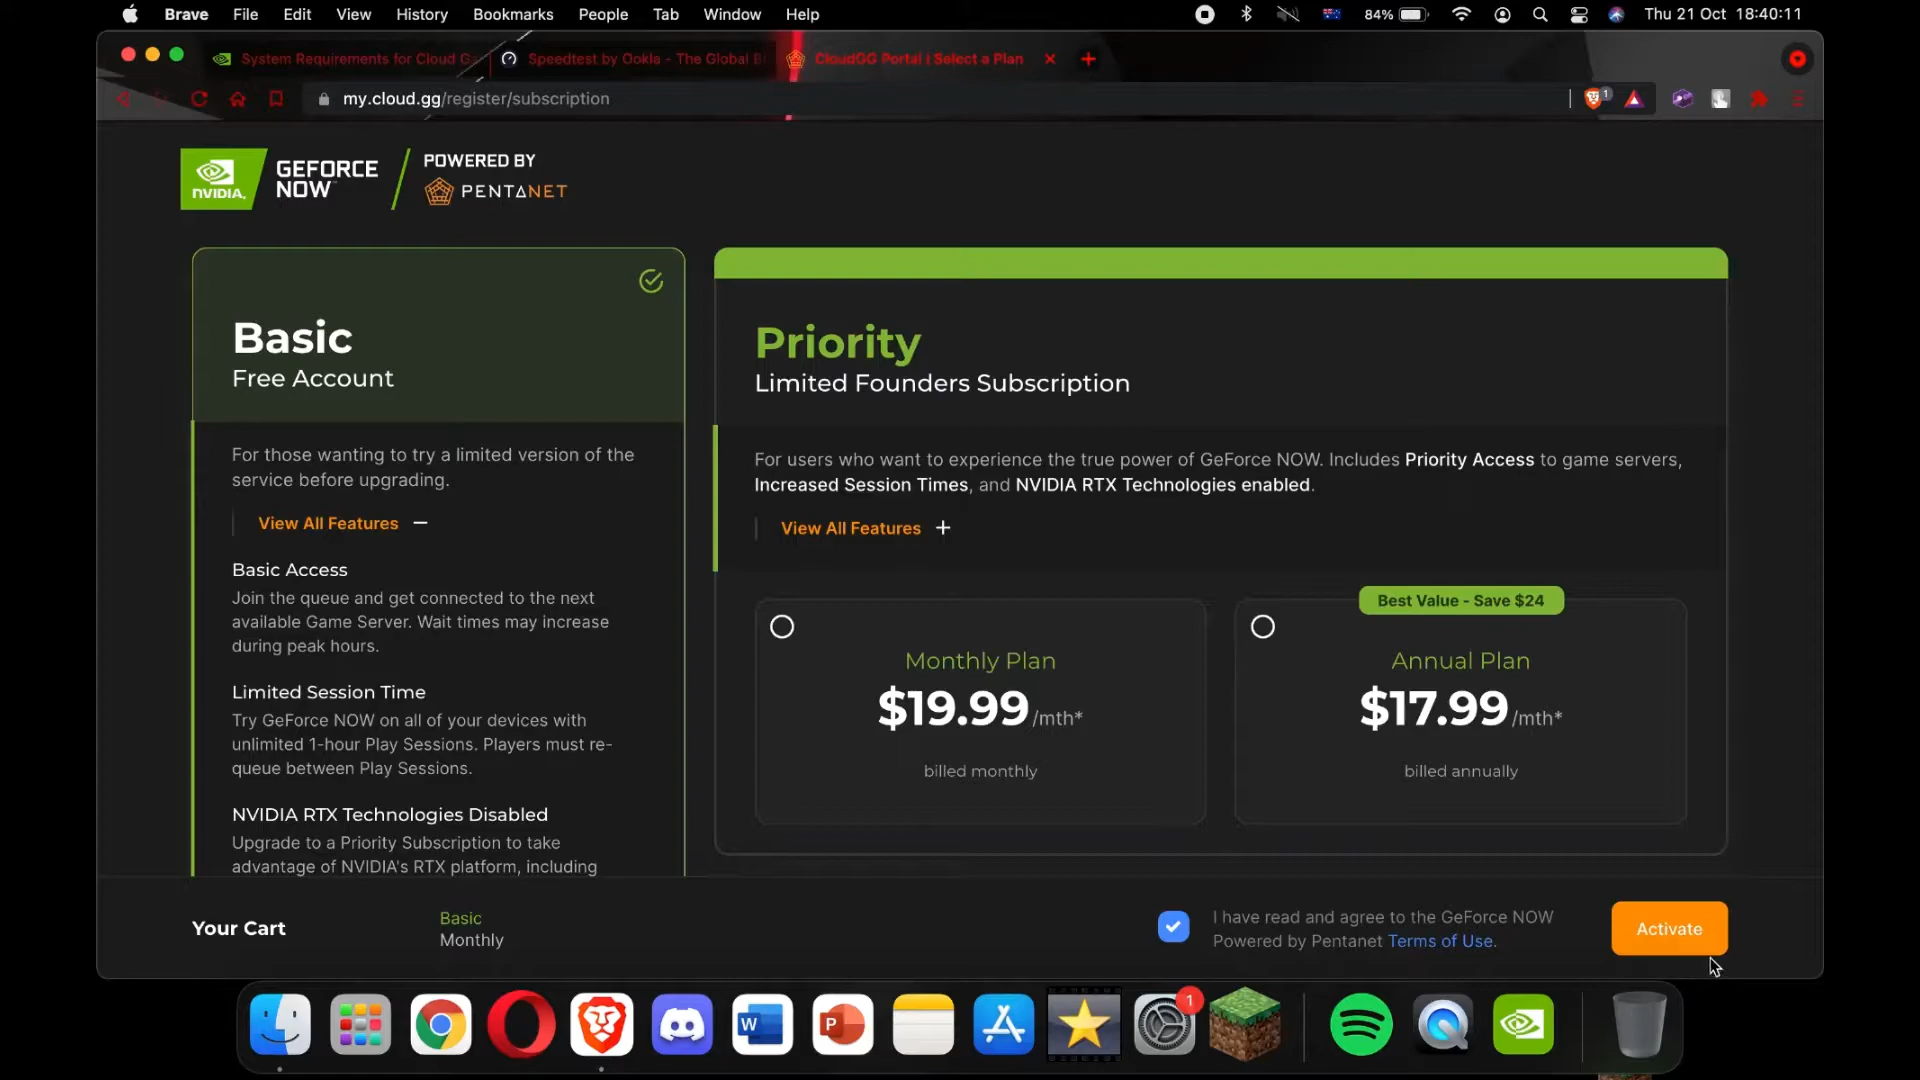 Brave File Edit View History Bookmarks People Tab Window Help 84% Thu 21 Oct 18:40:11
System Requirements for Cloud Ga Speedtest by Ookla - The Global B CloudGG Portal | Select a Plan
my.cloud.gg/register/subscription 1
NVIDIA. GEFORCE NOW POWERED BY
PENTANET
Basic
Free Account
For those wanting to try a limited version of the
service before upgrading.
View All Features
Basic Access
Join the queue and get connected to the next
available Game Server. Wait times may increase
during peak hours.
Limited Session Time
Try GeForce NOW on all of your devices with
unlimited 1-hour Play Sessions. Players must re-
queue between Play Sessions.
NVIDIA RTX Technologies Disabled
Upgrade to a Priority Subscription to take
advantage of NVIDIA's RTX platform, including
Priority
Limited Founders Subscription
For users who want to experience the true power of GeForce NOW. Includes Priority Access to game servers,
Increased Session Times, and NVIDIA RTX Technologies enabled.
View All Features +
Monthly Plan
$19.99/mth*
billed monthly
Best Value - Save $24
Annual Plan
$17.99/mth*
billed annually
Your Cart
Basic
Monthly
I have read and agree to the GeForce NOW
Powered by Pentanet Terms of Use.
Activate
W P 1